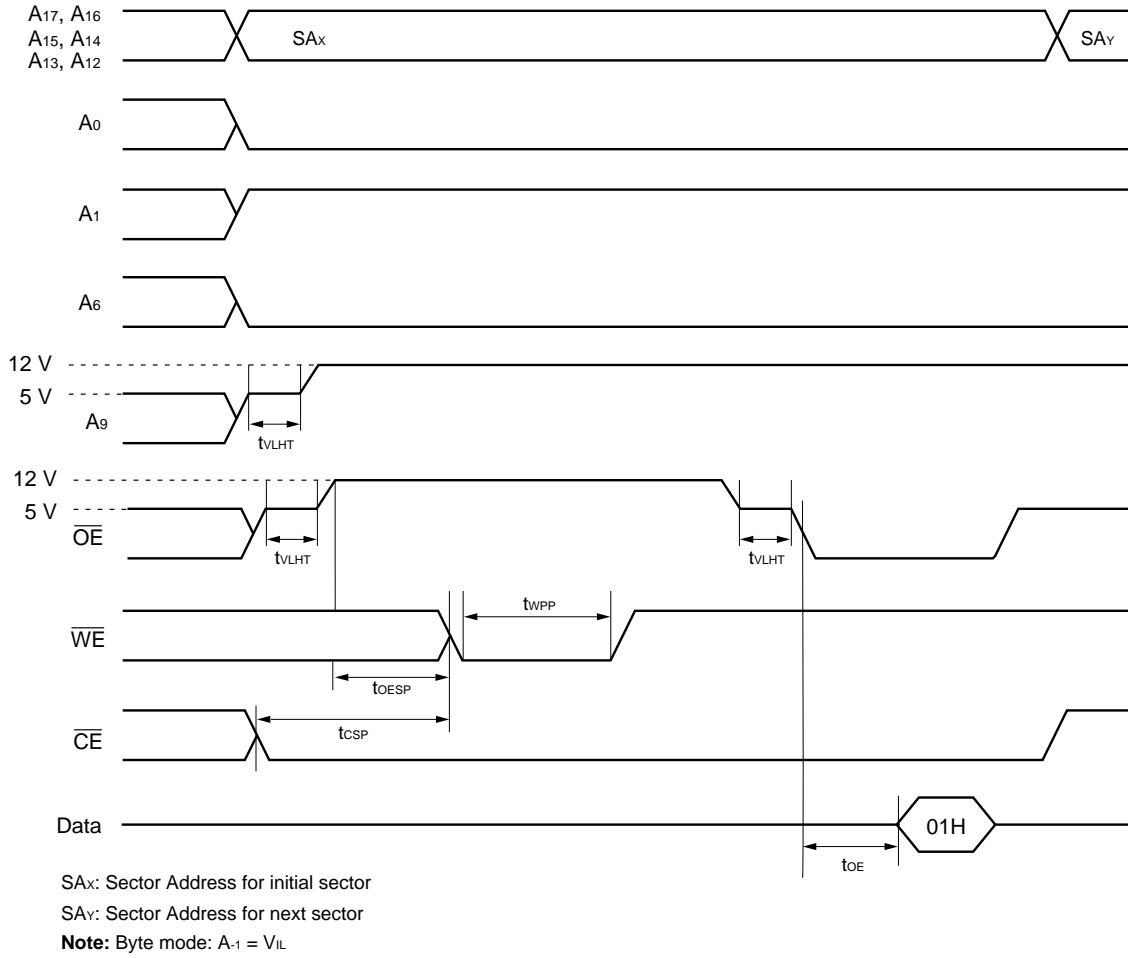 A17, A16
A15, A14
A13, A12
SAX
SAY
A0
A1
A6
12 V
5 V
A9
tVLHT
12 V
5 V
OE
tVLHT
tVLHT
WE
tWPP
tOESP
CE
tCSP
Data
01H
tOE
SAX: Sector Address for initial sector
SAY: Sector Address for next sector
Note: Byte mode: A-1 = VIL